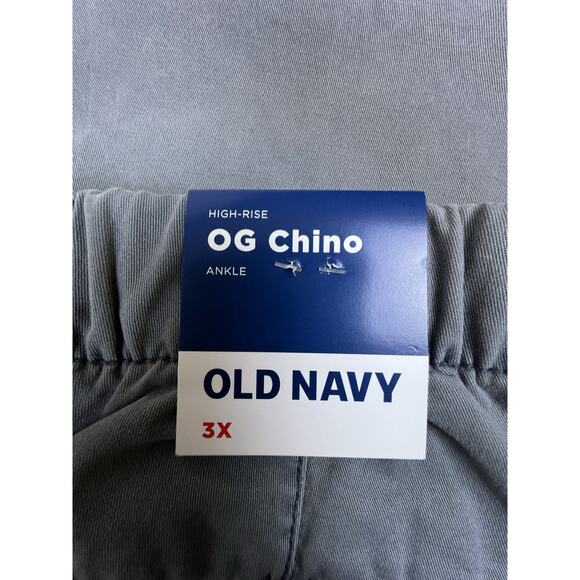 HIGH-RISE
OG Chino
ANKLE
OLD NAVY
3X